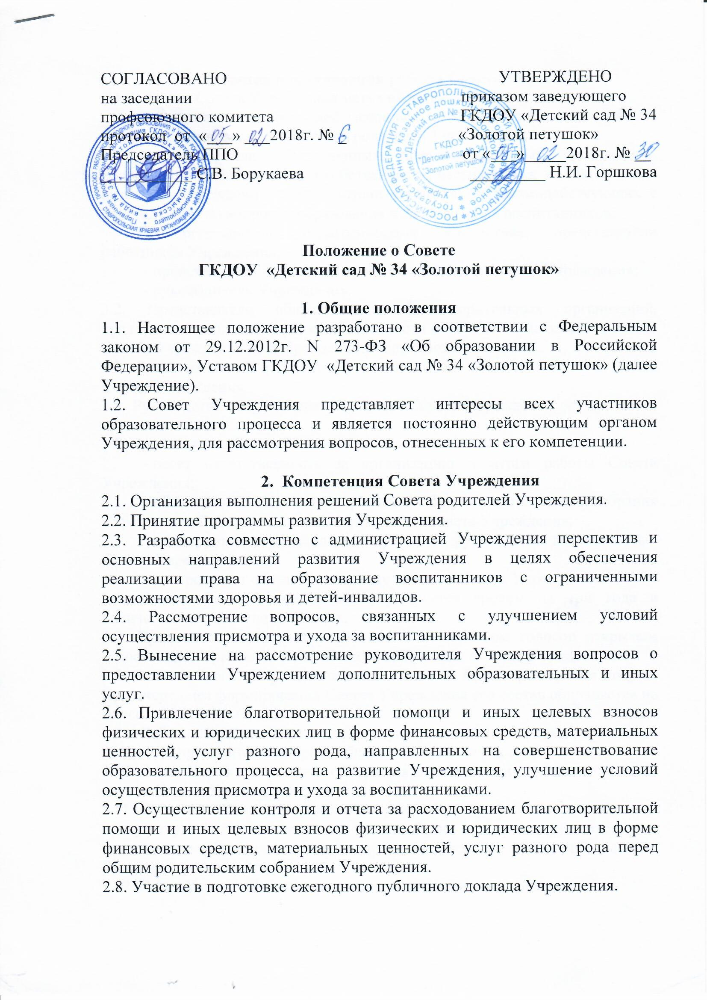 СОГЛАСОВАНО
на заседании
профсоюзного комитета
протокол от «05» 02 2018г. № 6
Председатель ППО
С.В. Борукаева
УТВЕРЖДЕНО
приказом заведующего
ГКДОУ «Детский сад № 34
«Золотой петушок»
от « » 02 2018г. № 30
Н.И. Горшкова
ГКДОУ
"Детский сад № 34
"Золотой петушок"
Положение о Совете
ГКДОУ «Детский сад № 34 «Золотой петушок»
1. Общие положения
1.1. Настоящее положение разработано в соответствии с Федеральным
законом от 29.12.2012г. N 273-ФЗ «Об образовании в Российской
Федерации», Уставом ГКДОУ «Детский сад № 34 «Золотой петушок» (далее
Учреждение).
1.2. Совет Учреждения представляет интересы всех участников
образовательного процесса и является постоянно действующим органом
Учреждения, для рассмотрения вопросов, отнесенных к его компетенции.
2. Компетенция Совета Учреждения
2.1. Организация выполнения решений Совета родителей Учреждения.
2.2. Принятие программы развития Учреждения.
2.3. Разработка совместно с администрацией Учреждения перспектив и
основных направлений развития Учреждения в целях обеспечения
реализации права на образование воспитанников с ограниченными
возможностями здоровья и детей-инвалидов.
2.4. Рассмотрение вопросов, связанных с улучшением условий
осуществления присмотра и ухода за воспитанниками.
2.5. Вынесение на рассмотрение руководителя Учреждения вопросов о
предоставлении Учреждением дополнительных образовательных и иных
услуг.
2.6. Привлечение благотворительной помощи и иных целевых взносов
физических и юридических лиц в форме финансовых средств, материальных
ценностей, услуг разного рода, направленных на совершенствование
образовательного процесса, на развитие Учреждения, улучшение условий
осуществления присмотра и ухода за воспитанниками.
2.7. Осуществление контроля и отчета за расходованием благотворительной
помощи и иных целевых взносов физических и юридических лиц в форме
финансовых средств, материальных ценностей, услуг разного рода перед
общим родительским собранием Учреждения.
2.8. Участие в подготовке ежегодного публичного доклада Учреждения.